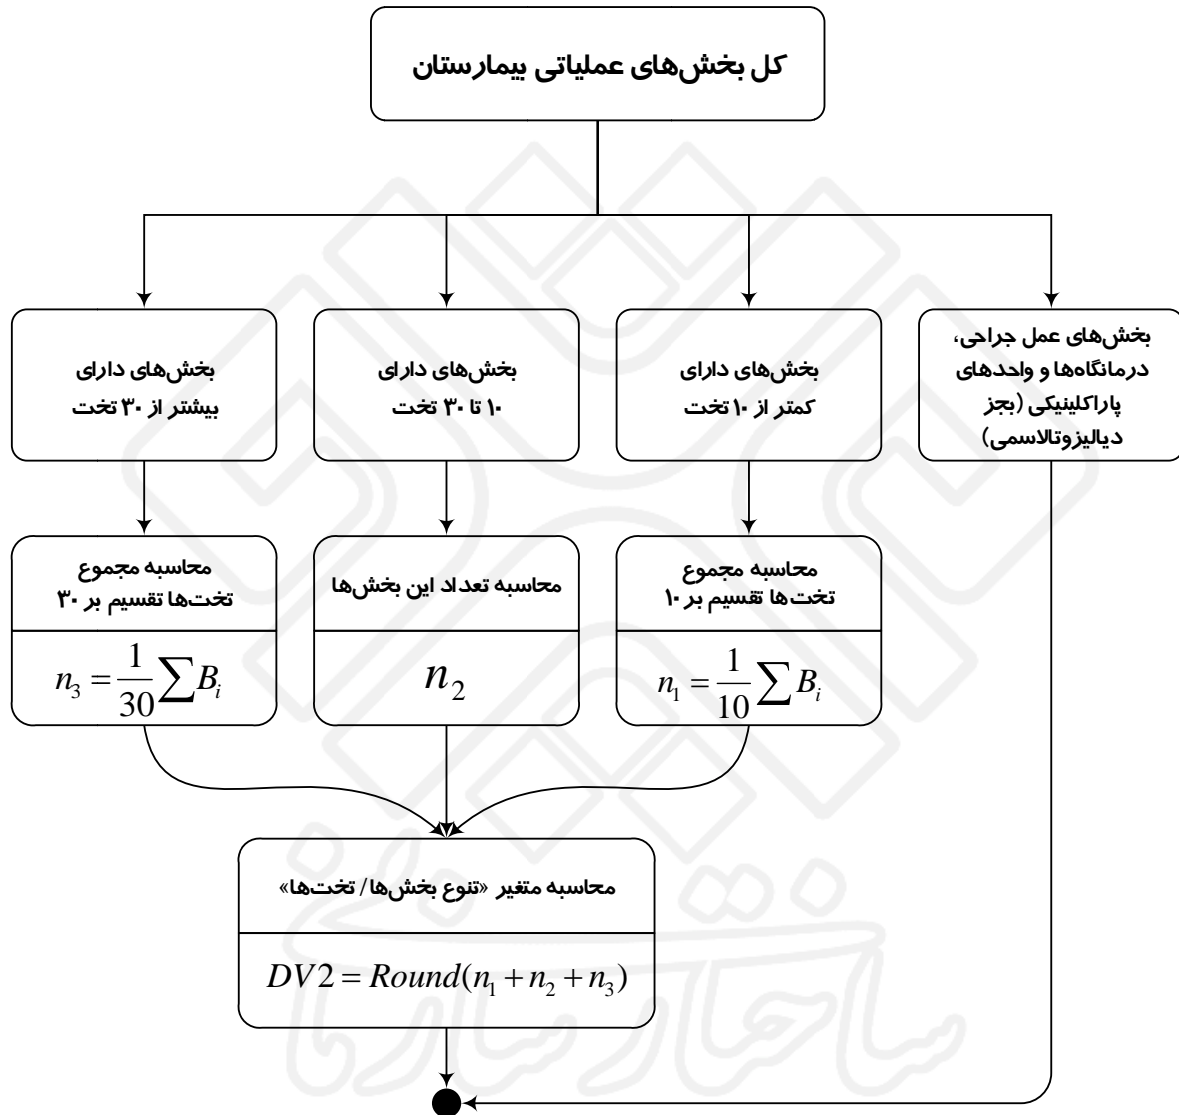 کل بخش‌های عملیاتی بیمارستان
بخش‌های عمل جراحی،
درمانگاه‌ها و واحدهای
پاراکلینیکی (بجز
دیالیزوتالاسمی)
بخش‌های دارای
کمتر از ۱۰ تخت
بخش‌های دارای
۱۰ تا ۳۰ تخت
بخش‌های دارای
بیشتر از ۳۰ تخت
محاسبه مجموع
تخت‌ها تقسیم بر ۱۰
n₁ = 1/10 ∑ Bᵢ
محاسبه تعداد این بخش‌ها
n₂
محاسبه مجموع
تخت‌ها تقسیم بر ۳۰
n₃ = 1/30 ∑ Bᵢ
محاسبه متغیر «تنوع بخش‌ها/ تخت‌ها»
DV2 = Round(n₁ + n₂ + n₃)